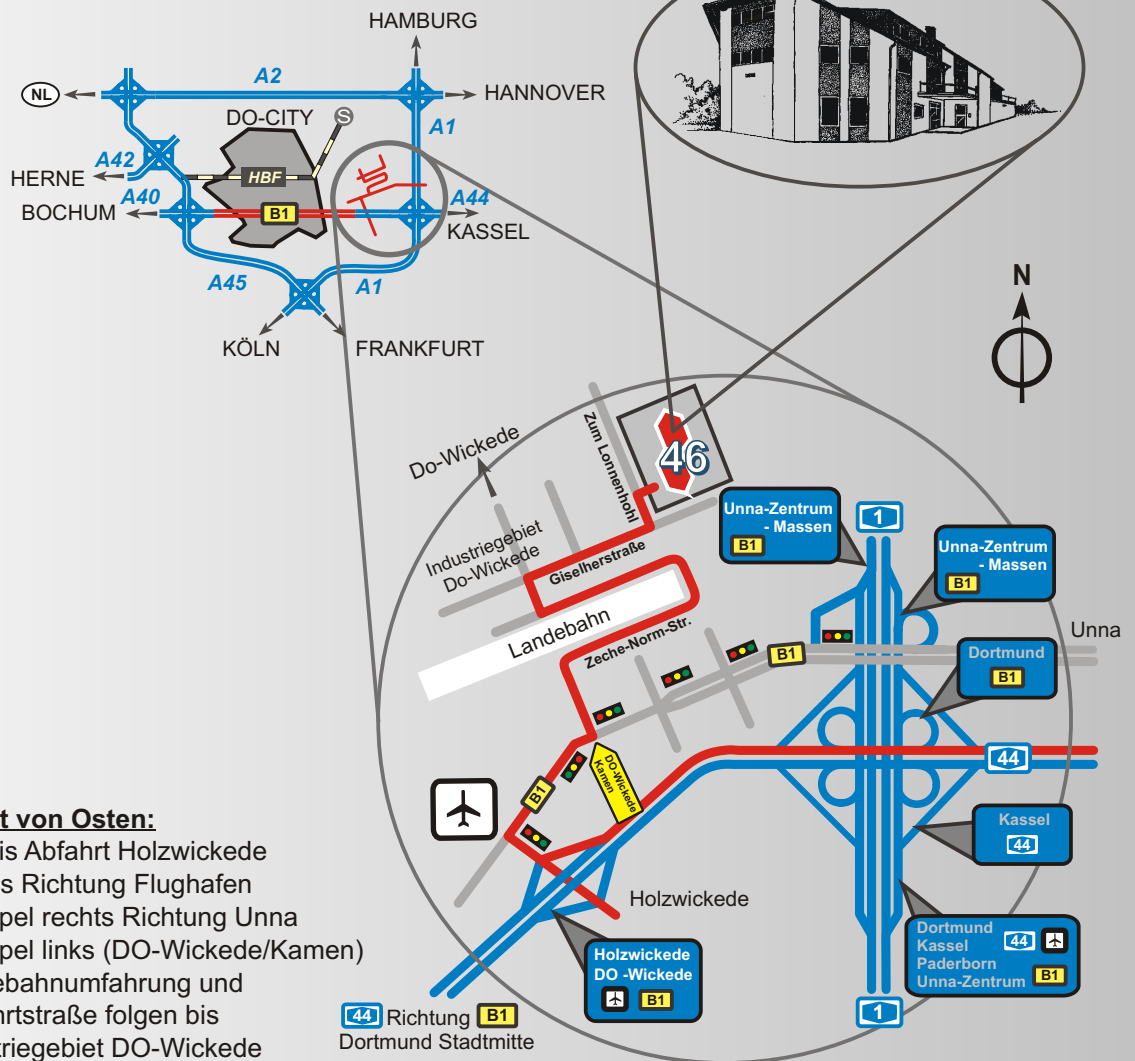 HAMBURG
A2
NL
HANNOVER
DO-CITY
S
A1
A42
HBF
HERNE
A40
A44
BOCHUM
B1
KASSEL
A45
A1
KÖLN
FRANKFURT
N
Do-Wickede
Zum Lonnenhohl
46
Industriegebiet
Do-Wickede
Giselherstraße
Landebahn
Zeche-Norm-Str.
Unna-Zentrum
- Massen
B1
1
Unna-Zentrum
- Massen
B1
Unna
B1
Dortmund
B1
44
DO-Wickede
Kamen
B1
Kassel
44
Holzwickede
Dortmund
Kassel 44
Paderborn
Unna-Zentrum B1
1
Holzwickede
DO -Wickede
B1
44 Richtung B1
Dortmund Stadtmitte
t von Osten:
is Abfahrt Holzwickede
s Richtung Flughafen
pel rechts Richtung Unna
pel links (DO-Wickede/Kamen)
ebahnumfahrung und
hrtstraße folgen bis
triegebiet DO-Wickede